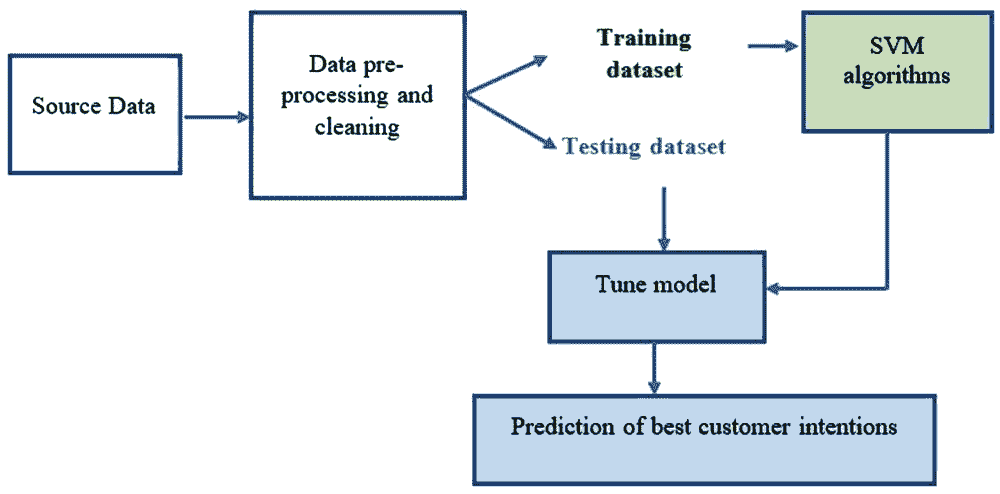 Source Data
Data pre-
processing and
cleaning
Training
dataset
Testing dataset
SVM
algorithms
Tune model
Prediction of best customer intentions